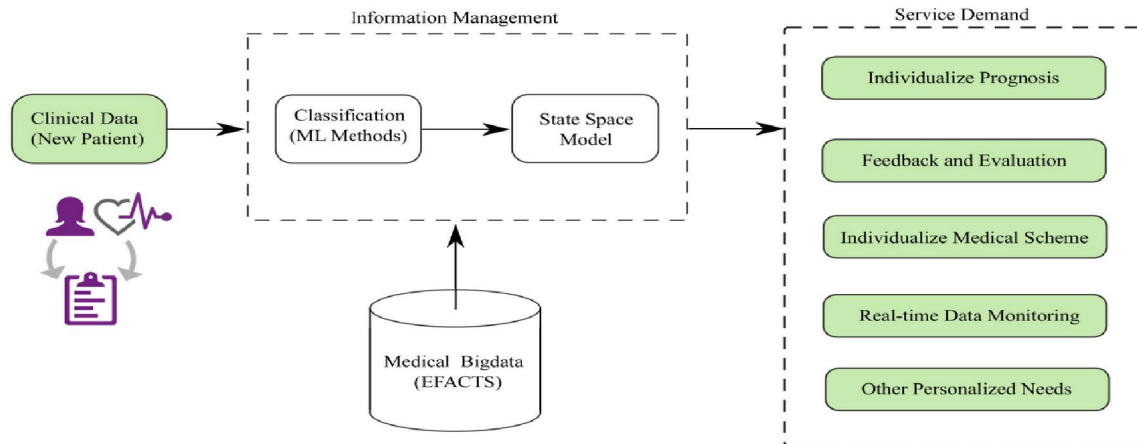 Information Management
Service Demand
Clinical Data
(New Patient)
Classification
(ML Methods)
State Space
Model
Medical Bigdata
(EFACTS)
Individualize Prognosis
Feedback and Evaluation
Individualize Medical Scheme
Real-time Data Monitoring
Other Personalized Needs